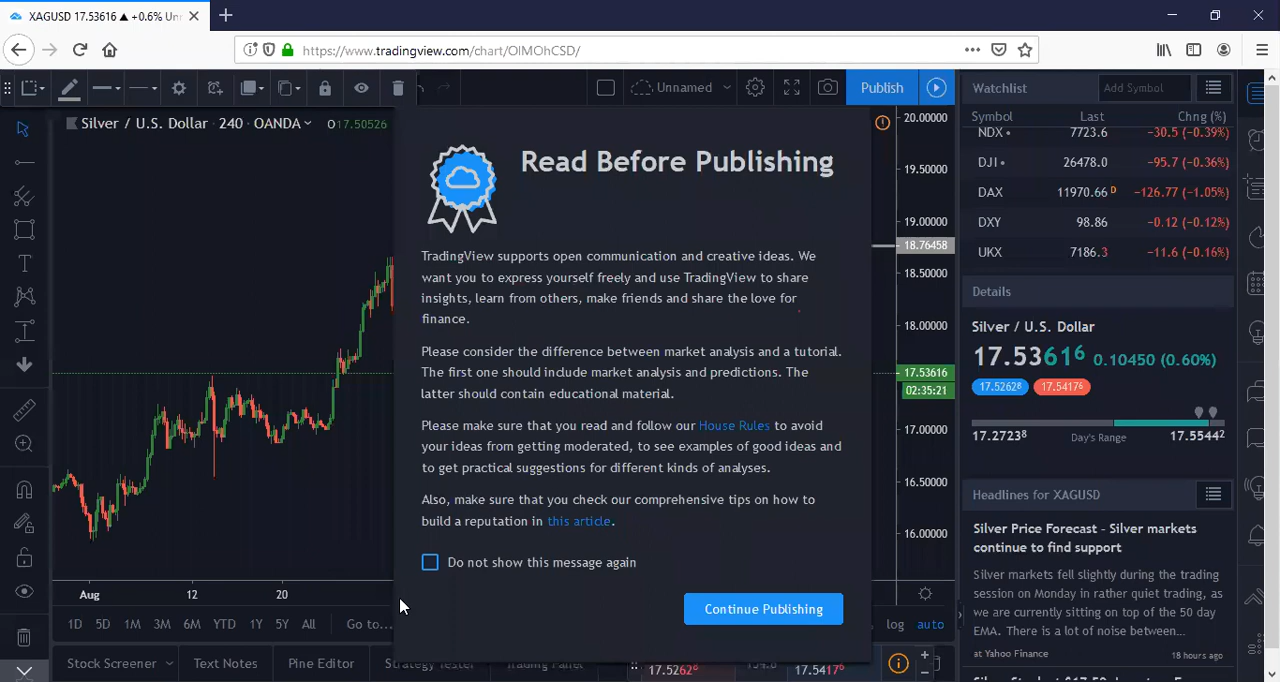 XAGUSD 17.53616 ▲ +0.6% Un
https://www.tradingview.com/chart/OIMOhCSD/
Unnamed
Publish
Watchlist
Add Symbol
Silver / U.S. Dollar · 240 · OANDA
O17.50526
Symbol Last Chng (%)
NDX 7723.6 −30.5 (−0.39%)
DJI 26478.0 −95.7 (−0.36%)
DAX 11970.66 D −126.77 (−1.05%)
DXY 98.86 −0.12 (−0.12%)
UKX 7186.3 −11.6 (−0.16%)
Read Before Publishing
TradingView supports open communication and creative ideas. We
want you to express yourself freely and use TradingView to share
insights, learn from others, make friends and share the love for
finance.
Please consider the difference between market analysis and a tutorial.
The first one should include market analysis and predictions. The
latter should contain educational material.
Please make sure that you read and follow our House Rules to avoid
your ideas from getting moderated, to see examples of good ideas and
to get practical suggestions for different kinds of analyses.
Also, make sure that you check our comprehensive tips on how to
build a reputation in this article.
Do not show this message again
Continue Publishing
20.00000
19.50000
19.00000
18.76458
18.50000
18.00000
17.53616
02:35:21
17.00000
16.50000
16.00000
Details
Silver / U.S. Dollar
17.53616 0.10450 (0.60%)
17.52628 17.54176
17.27238 Day's Range 17.55442
Headlines for XAGUSD
Silver Price Forecast - Silver markets
continue to find support
Silver markets fell slightly during the trading
session on Monday in rather quiet trading, as
we are currently sitting on top of the 50 day
EMA. There is a lot of noise between...
at Yahoo Finance 18 hours ago
Aug 12 20
1D 5D 1M 3M 6M YTD 1Y 5Y All Go to...
log auto
Stock Screener Text Notes Pine Editor Strategy Tester Trading Panel
17.52628 17.54176